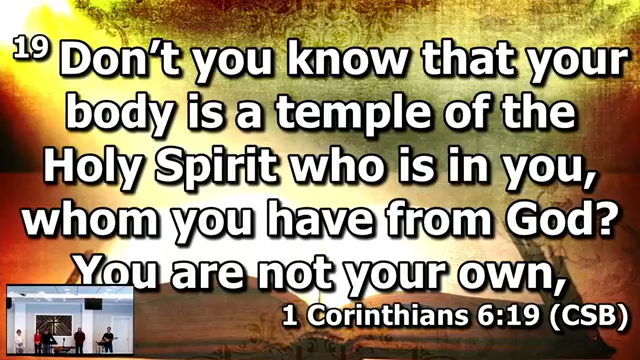 19 Don’t you know that your
body is a temple of the
Holy Spirit who is in you,
whom you have from God?
You are not your own,
1 Corinthians 6:19 (CSB)